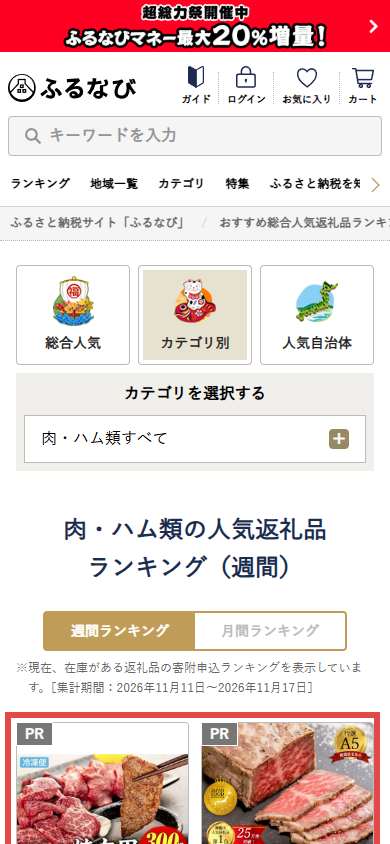 超総力祭開催中
ふるなびマネー最大20%増量!
ふるなび
ガイド
ログイン
お気に入り
カート
キーワードを入力
ランキング
地域一覧
カテゴリ
特集
ふるさと納税を知
ふるさと納税サイト「ふるなび」 / おすすめ総合人気返礼品ランキ
福
総合人気
カテゴリ別
人気自治体
カテゴリを選択する
肉・ハム類すべて
肉・ハム類の人気返礼品
ランキング（週間）
週間ランキング
月間ランキング
※現在、在庫がある返礼品の寄附申込ランキングを表示しています。［集計期間：2026年11月11日～2026年11月17日］
PR
冷凍便
300
PR
A5
25万